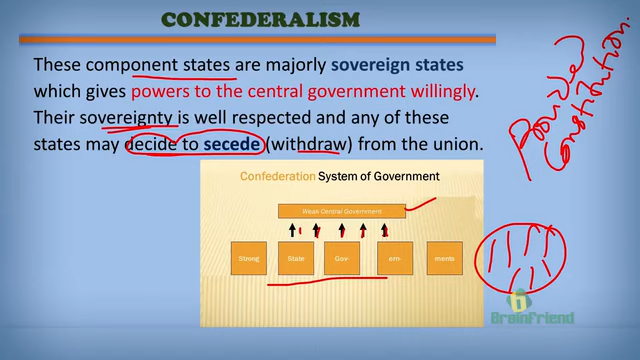 CONFEDERALISM
These component states are majorly sovereign states
which gives powers to the central government willingly.
Their sovereignty is well respected and any of these
states may decide to secede (withdraw) from the union.
Confederation System of Government
Weak Central Government
Strong State Gov- ern- ments
Constitution.
BrainFriend